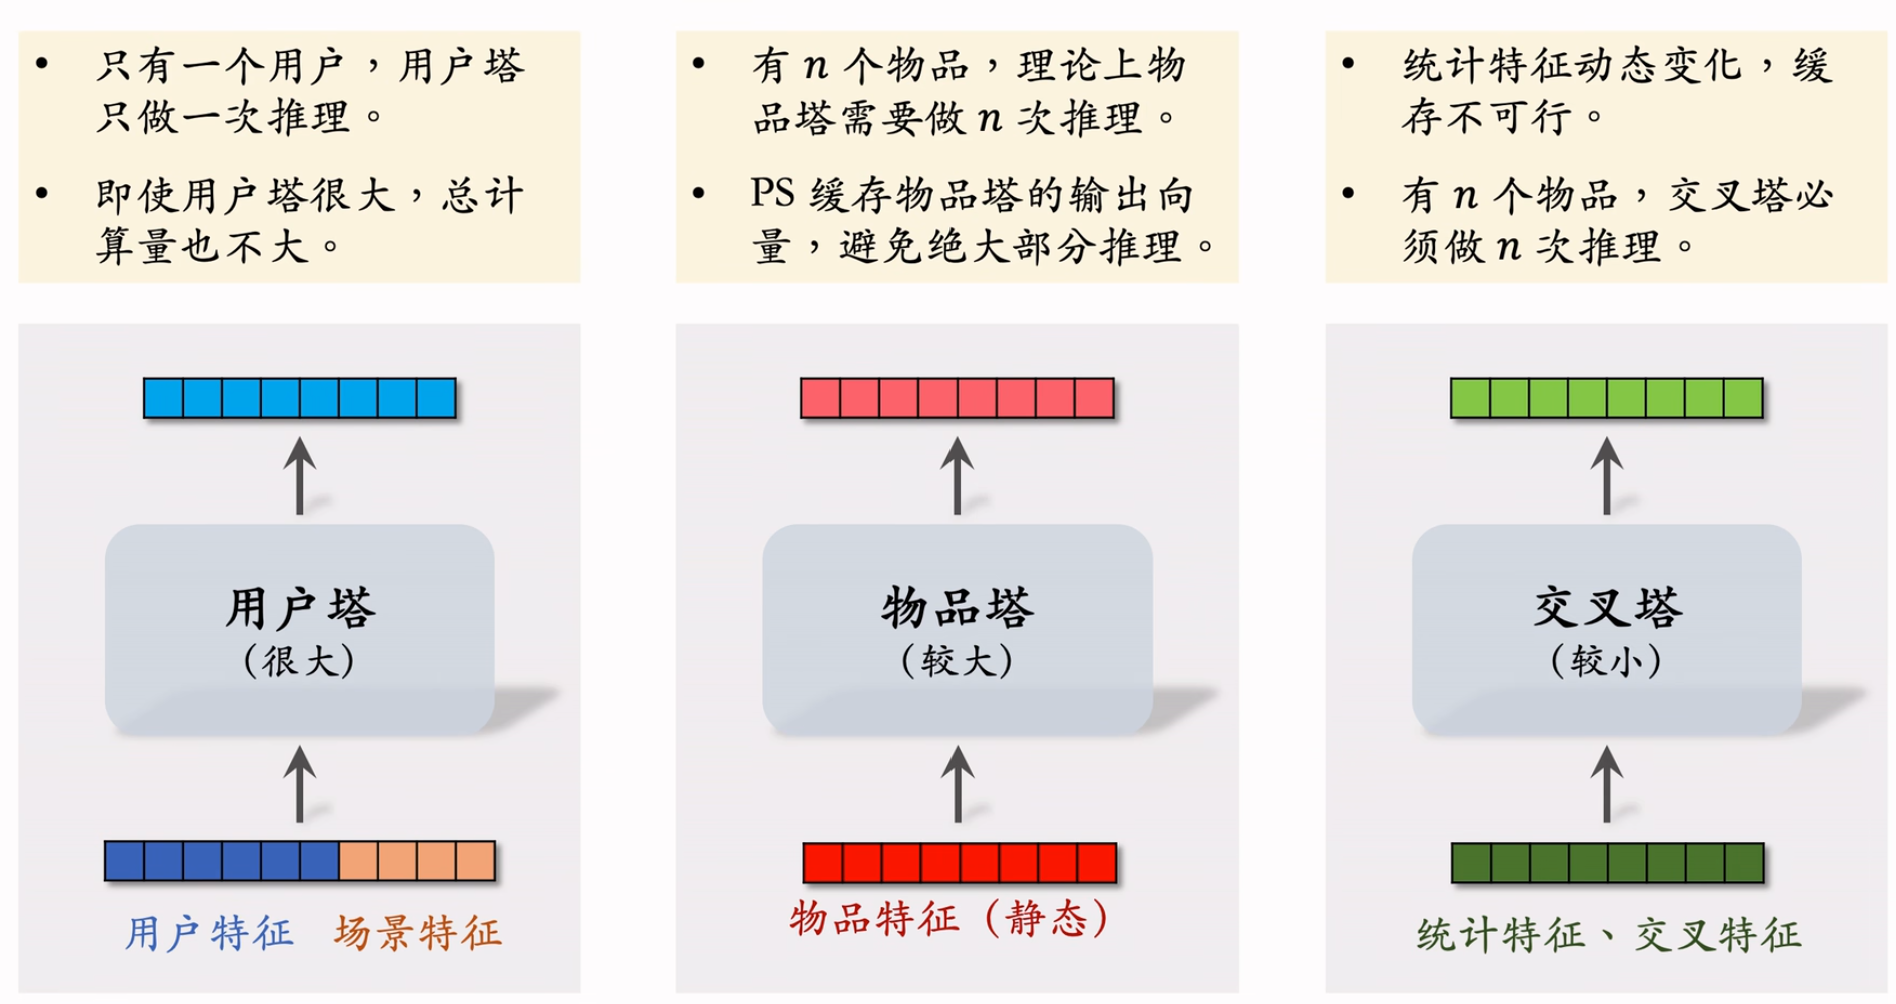 • 只有一个用户，用户塔
只做一次推理。
• 即使用户塔很大，总计
算量也不大。
• 有 n 个物品，理论上物
品塔需要做 n 次推理。
• PS 缓存物品塔的输出向
量，避免绝大部分推理。
• 统计特征动态变化，缓
存不可行。
• 有 n 个物品，交叉塔必
须做 n 次推理。
用户塔
（很大）
用户特征 场景特征
物品塔
（较大）
物品特征（静态）
交叉塔
（较小）
统计特征、交叉特征